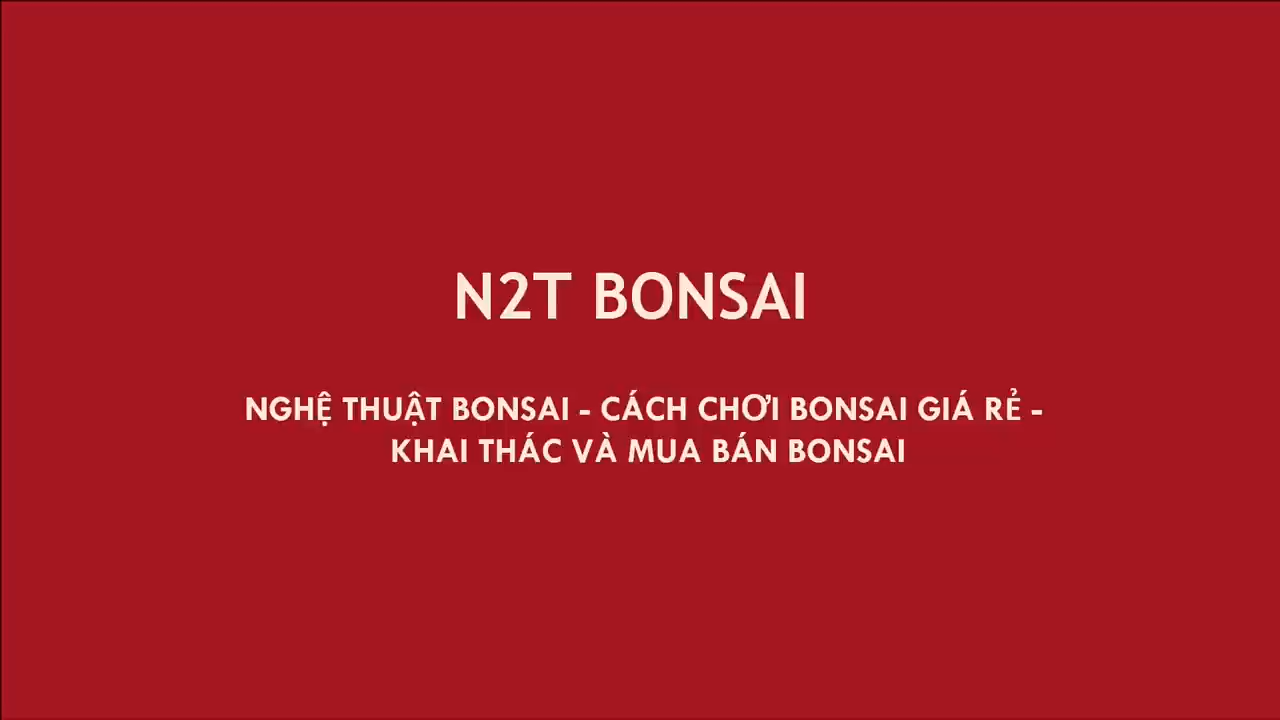 N2T BONSAI
NGHỆ THUẬT BONSAI - CÁCH CHƠI BONSAI GIÁ RẺ -
KHAI THÁC VÀ MUA BÁN BONSAI